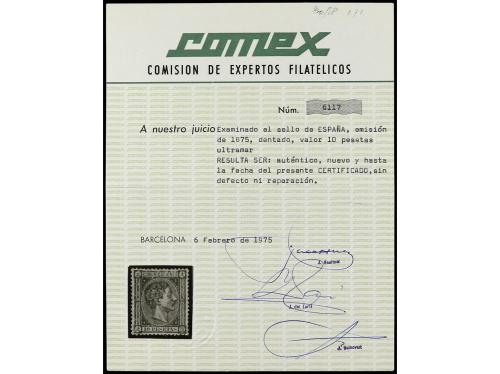 comex
COMISION DE EXPERTOS FILATELICOS
Núm. 6117
A nuestro juicio Examinado el sello de ESPAÑA, emisión
de 1875, dentado, valor 10 pesetas
ultramar
RESULTA SER: auténtico, nuevo y hasta
la fecha del presente CERTIFICADO, sin
defecto ni reparación.
BARCELONA 6 Febrero de 1975